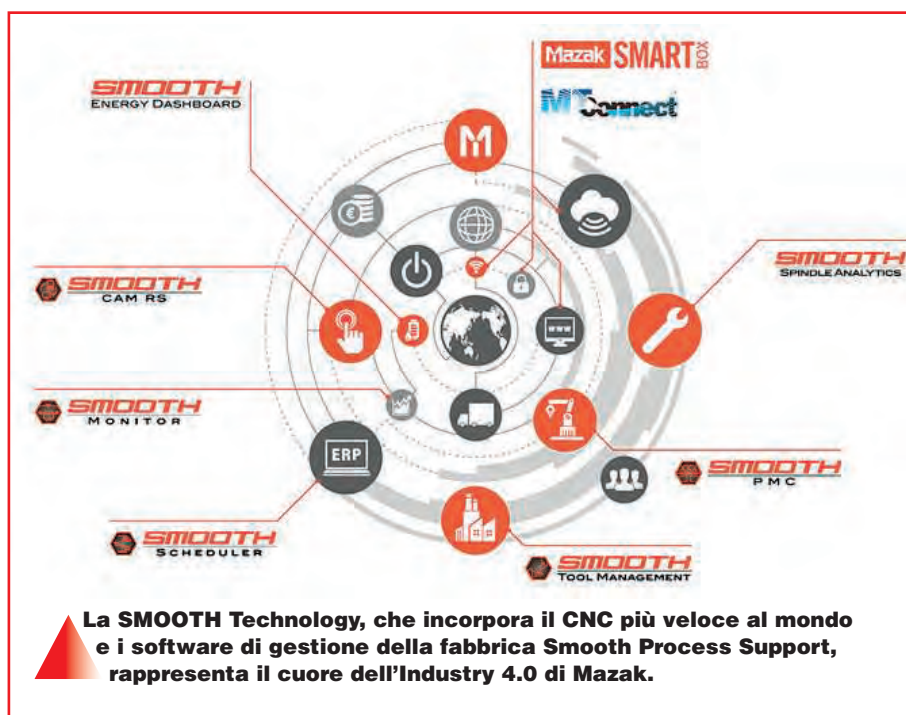 Mazak SMART BOX
MTConnect
SMOOTH
ENERGY DASHBOARD
SMOOTH
SPINDLE ANALYTICS
SMOOTH
CAM RS
SMOOTH
MONITOR
SMOOTH
SCHEDULER
SMOOTH
PMC
SMOOTH
TOOL MANAGEMENT
M
€
WWW
ERP
La SMOOTH Technology, che incorpora il CNC più veloce al mondo
e i software di gestione della fabbrica Smooth Process Support,
rappresenta il cuore dell'Industry 4.0 di Mazak.